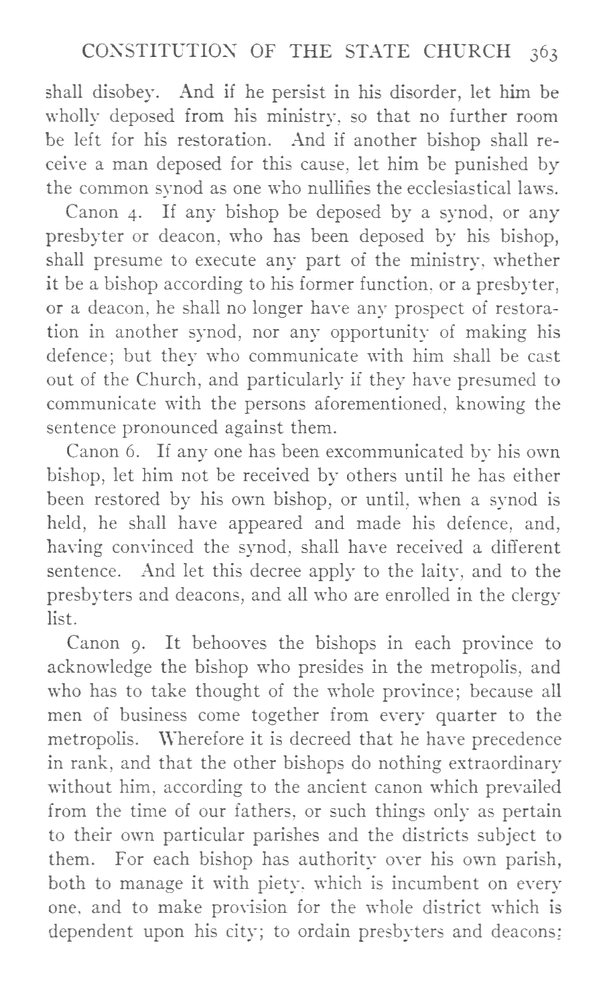 CONSTITUTION OF THE STATE CHURCH 363
shall disobey. And if he persist in his disorder, let him be
wholly deposed from his ministry, so that no further room
be left for his restoration. And if another bishop shall re-
ceive a man deposed for this cause, let him be punished by
the common synod as one who nullifies the ecclesiastical laws.
Canon 4. If any bishop be deposed by a synod, or any
presbyter or deacon, who has been deposed by his bishop,
shall presume to execute any part of the ministry, whether
it be a bishop according to his former function, or a presbyter,
or a deacon, he shall no longer have any prospect of restora-
tion in another synod, nor any opportunity of making his
defence; but they who communicate with him shall be cast
out of the Church, and particularly if they have presumed to
communicate with the persons aforementioned, knowing the
sentence pronounced against them.
Canon 6. If any one has been excommunicated by his own
bishop, let him not be received by others until he has either
been restored by his own bishop, or until, when a synod is
held, he shall have appeared and made his defence, and,
having convinced the synod, shall have received a different
sentence. And let this decree apply to the laity, and to the
presbyters and deacons, and all who are enrolled in the clergy
list.
Canon 9. It behooves the bishops in each province to
acknowledge the bishop who presides in the metropolis, and
who has to take thought of the whole province; because all
men of business come together from every quarter to the
metropolis. Wherefore it is decreed that he have precedence
in rank, and that the other bishops do nothing extraordinary
without him, according to the ancient canon which prevailed
from the time of our fathers, or such things only as pertain
to their own particular parishes and the districts subject to
them. For each bishop has authority over his own parish,
both to manage it with piety, which is incumbent on every
one, and to make provision for the whole district which is
dependent upon his city; to ordain presbyters and deacons;